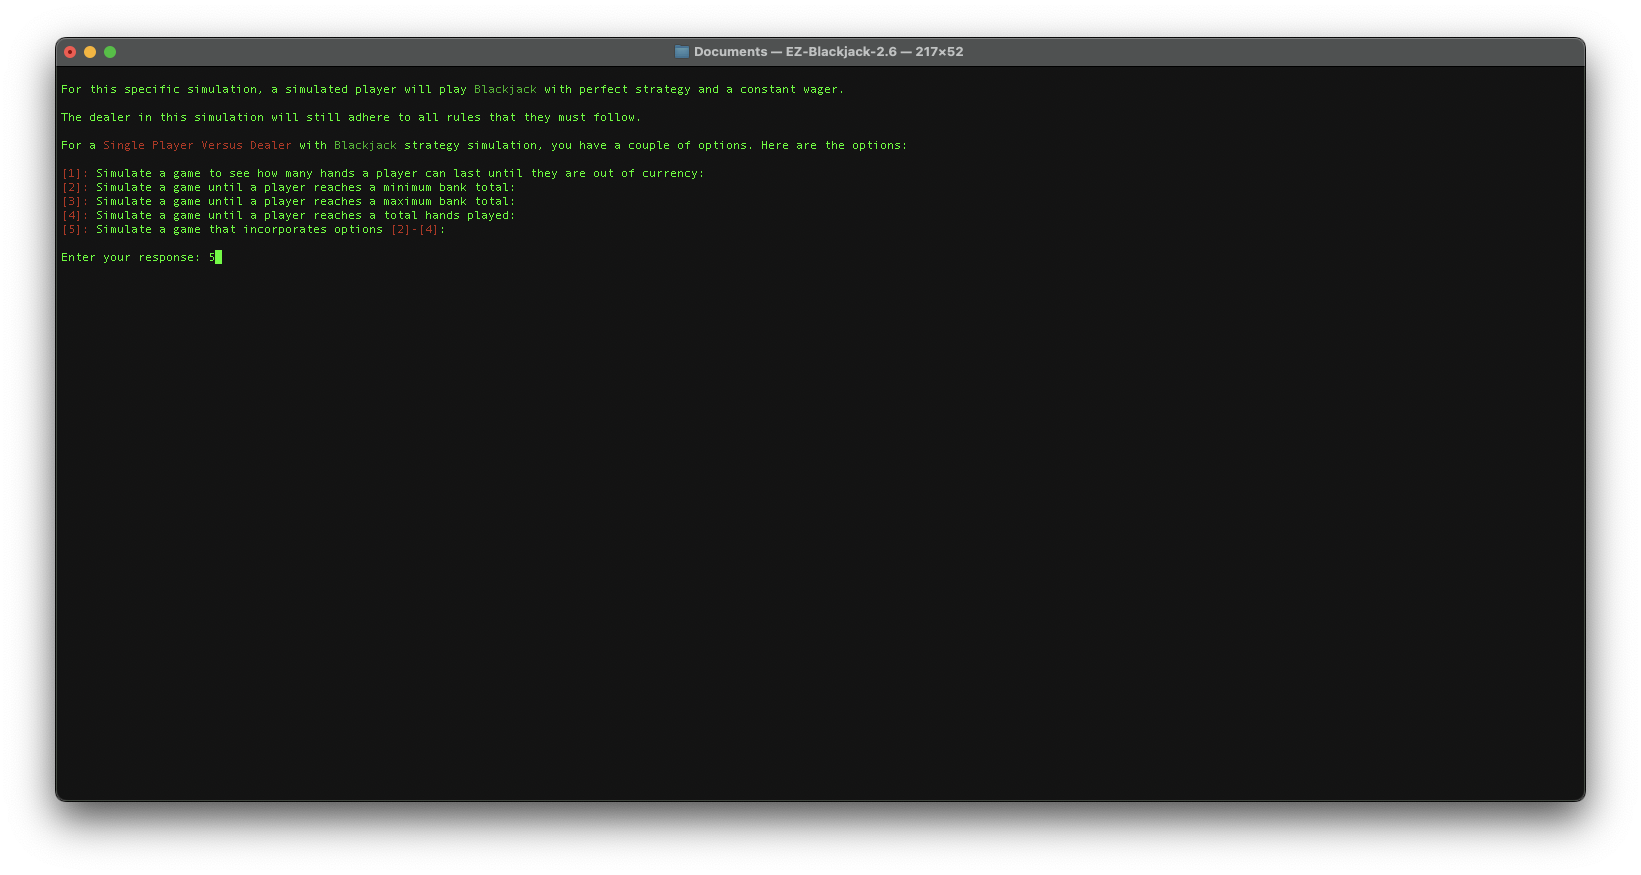 Documents — EZ-Blackjack-2.6 — 217×52
For this specific simulation, a simulated player will play Blackjack with perfect strategy and a constant wager.
The dealer in this simulation will still adhere to all rules that they must follow.
For a Single Player Versus Dealer with Blackjack strategy simulation, you have a couple of options. Here are the options:
[1]: Simulate a game to see how many hands a player can last until they are out of currency:
[2]: Simulate a game until a player reaches a minimum bank total:
[3]: Simulate a game until a player reaches a maximum bank total:
[4]: Simulate a game until a player reaches a total hands played:
[5]: Simulate a game that incorporates options [2]-[4]:
Enter your response: 5